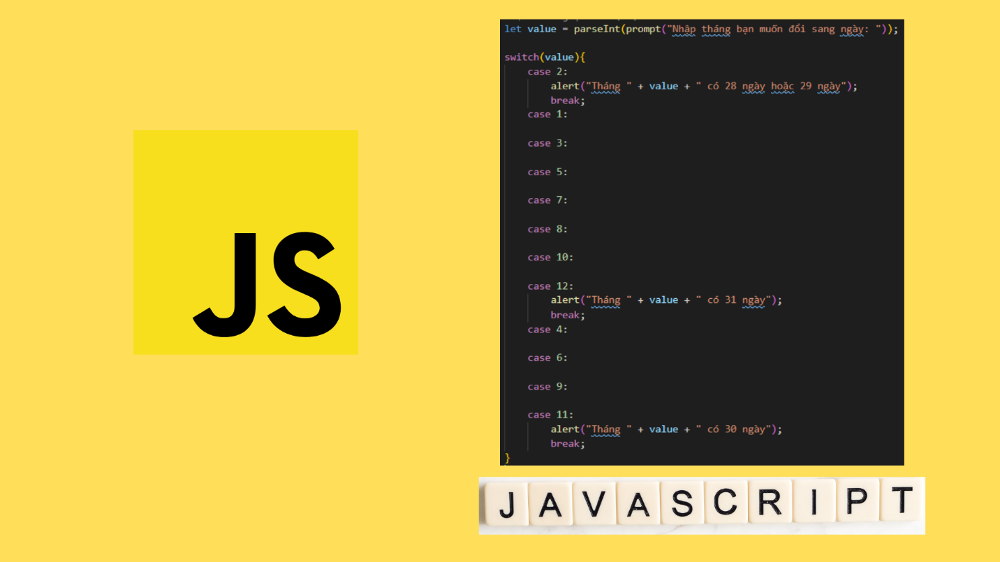 JS
let value = parseInt(prompt("Nhập tháng bạn muốn đổi sang ngày: "));
switch(value){
case 2:
alert("Tháng " + value + " có 28 ngày hoặc 29 ngày");
break;
case 1:
case 3:
case 5:
case 7:
case 8:
case 10:
case 12:
alert("Tháng " + value + " có 31 ngày");
break;
case 4:
case 6:
case 9:
case 11:
alert("Tháng " + value + " có 30 ngày");
break;
}
JAVASCRIPT